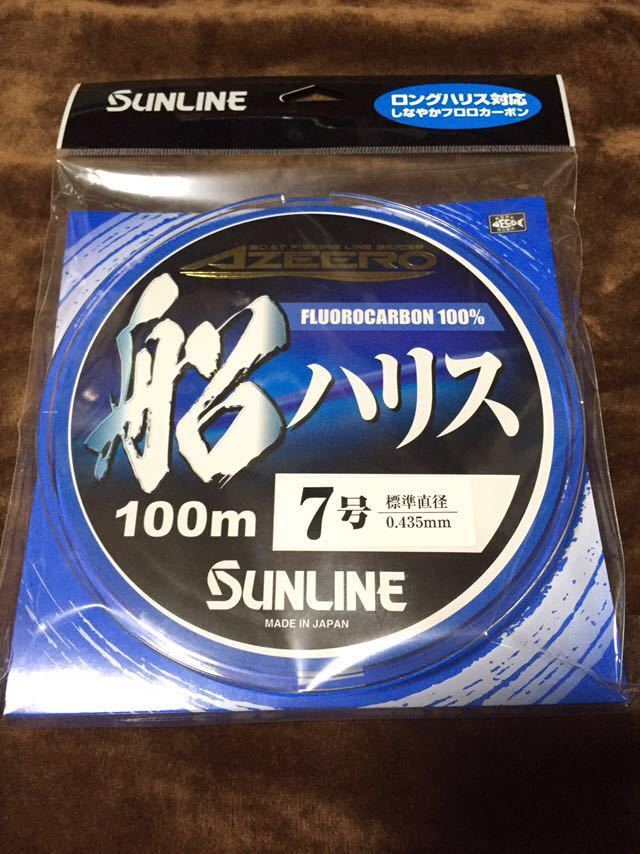 SUNLINE
ロングハリス対応
しなやかフロロカーボン
BOAT FISHING LINE SERIES
AZEERO
FLUOROCARBON 100%
船ハリス
100m
7号
標準直径
0.435mm
SUNLINE
MADE IN JAPAN